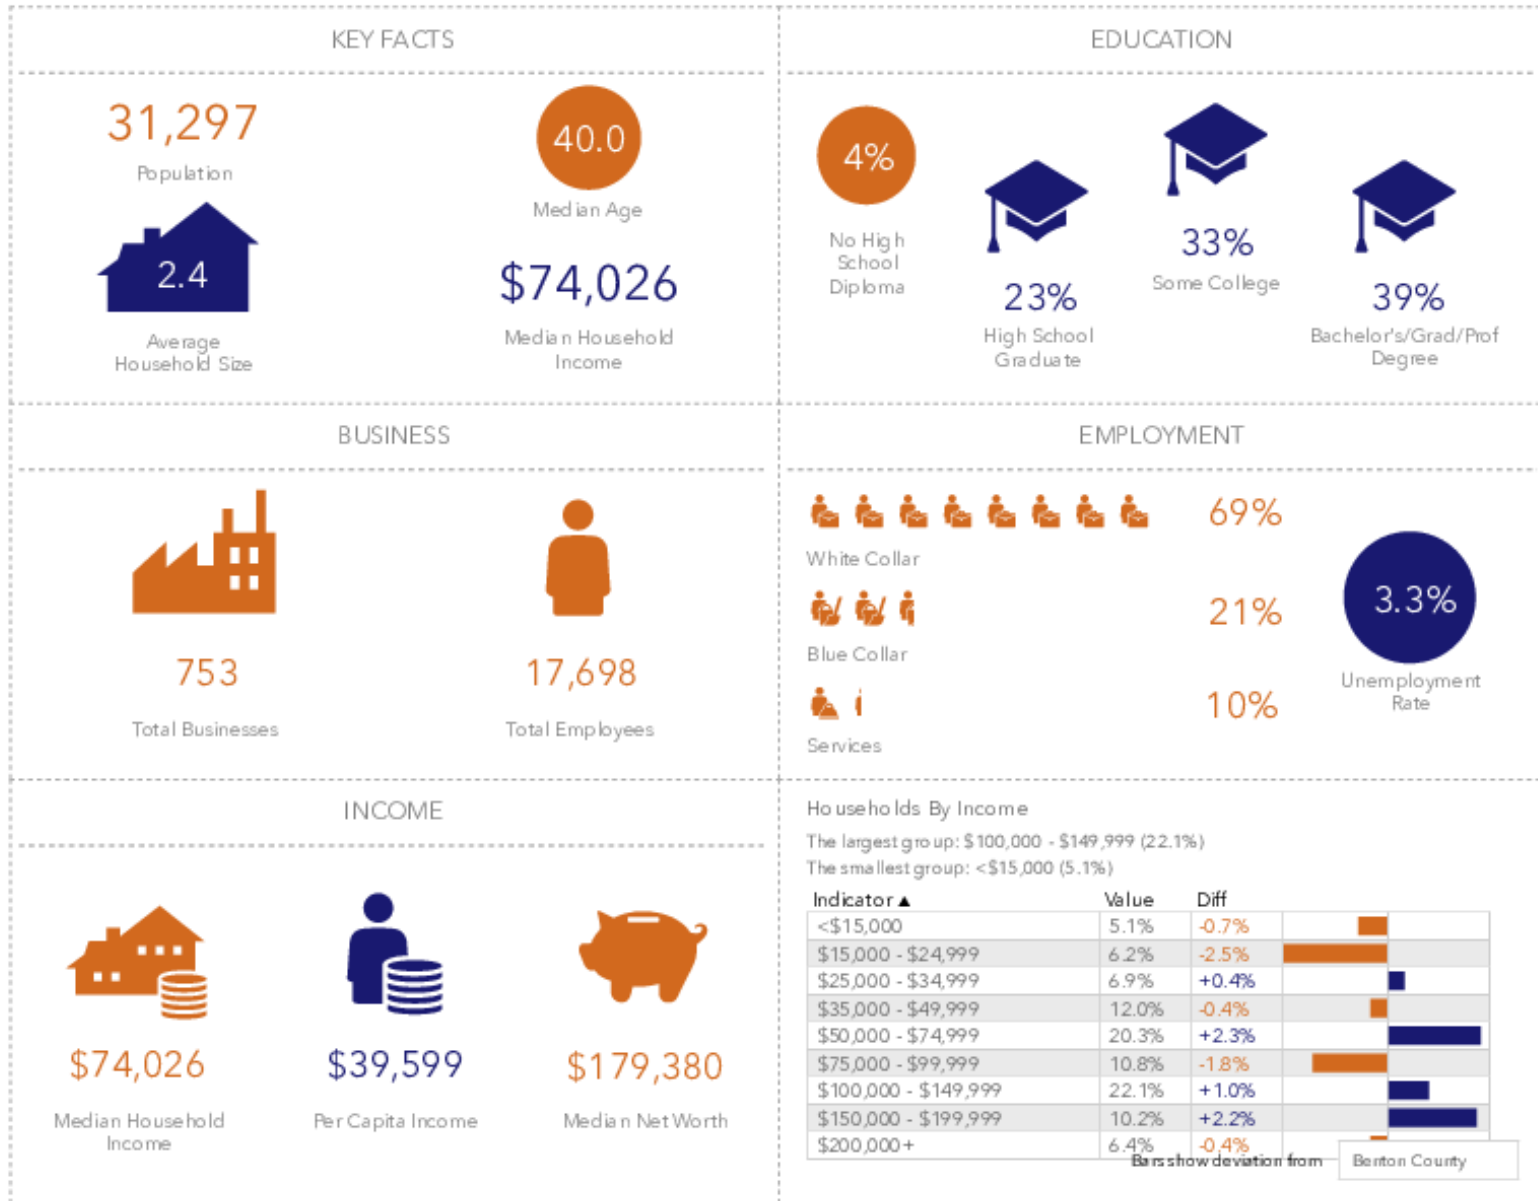 KEY FACTS
31,297
Population
40.0
Median Age
2.4
Average
Household Size
$74,026
Median Household
Income
EDUCATION
4%
No High
School
Diploma
23%
High School
Graduate
33%
Some College
39%
Bachelor's/Grad/Prof
Degree
BUSINESS
753
Total Businesses
17,698
Total Employees
EMPLOYMENT
69%
White Collar
21%
Blue Collar
10%
Services
3.3%
Unemployment
Rate
INCOME
$74,026
Median Household
Income
$39,599
Per Capita Income
$179,380
Median Net Worth
Households By Income
The largest group: $100,000 - $149,999 (22.1%)
The smallest group: <$15,000 (5.1%)
Indicator ▲ Value Diff
<$15,000 5.1% -0.7%
$15,000 - $24,999 6.2% -2.5%
$25,000 - $34,999 6.9% +0.4%
$35,000 - $49,999 12.0% -0.4%
$50,000 - $74,999 20.3% +2.3%
$75,000 - $99,999 10.8% -1.8%
$100,000 - $149,999 22.1% +1.0%
$150,000 - $199,999 10.2% +2.2%
$200,000+ 6.4% -0.4%
Bars show deviation from Benton County